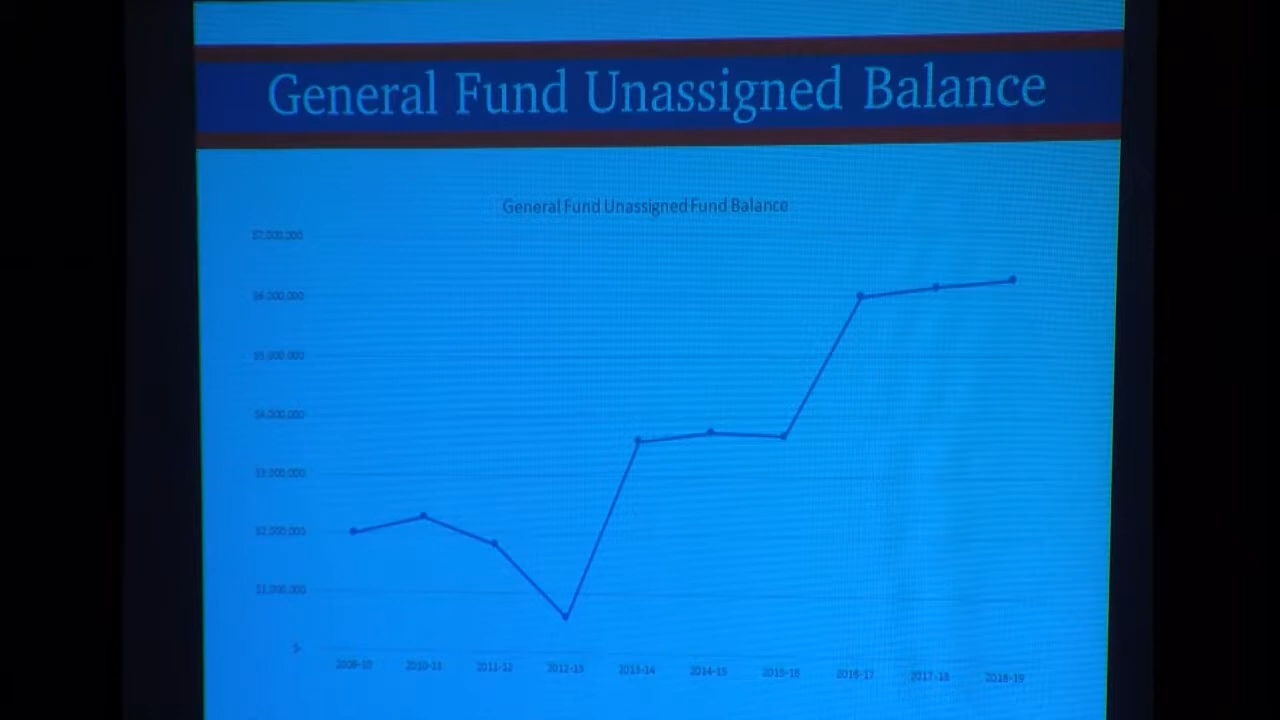 General Fund Unassigned Balance
General Fund Unassigned Fund Balance
$7,000,000
$6,000,000
$5,000,000
$4,000,000
$3,000,000
$2,000,000
$1,000,000
$-
2009-10 2010-11 2011-12 2012-13 2013-14 2014-15 2015-16 2016-17 2017-18 2018-19